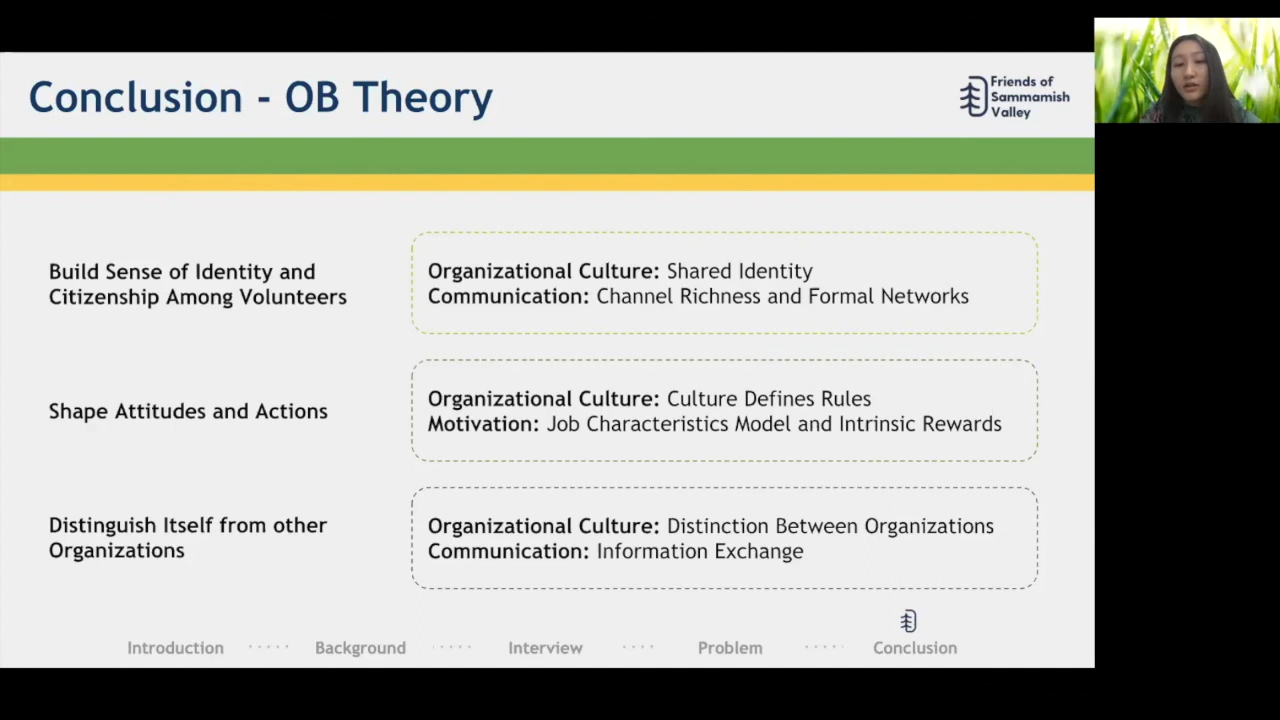 Conclusion - OB Theory
Friends of
Sammamish
Valley
Build Sense of Identity and
Citizenship Among Volunteers
Organizational Culture: Shared Identity
Communication: Channel Richness and Formal Networks
Shape Attitudes and Actions
Organizational Culture: Culture Defines Rules
Motivation: Job Characteristics Model and Intrinsic Rewards
Distinguish Itself from other
Organizations
Organizational Culture: Distinction Between Organizations
Communication: Information Exchange
Introduction ····· Background ····· Interview ···· Problem ····· Conclusion